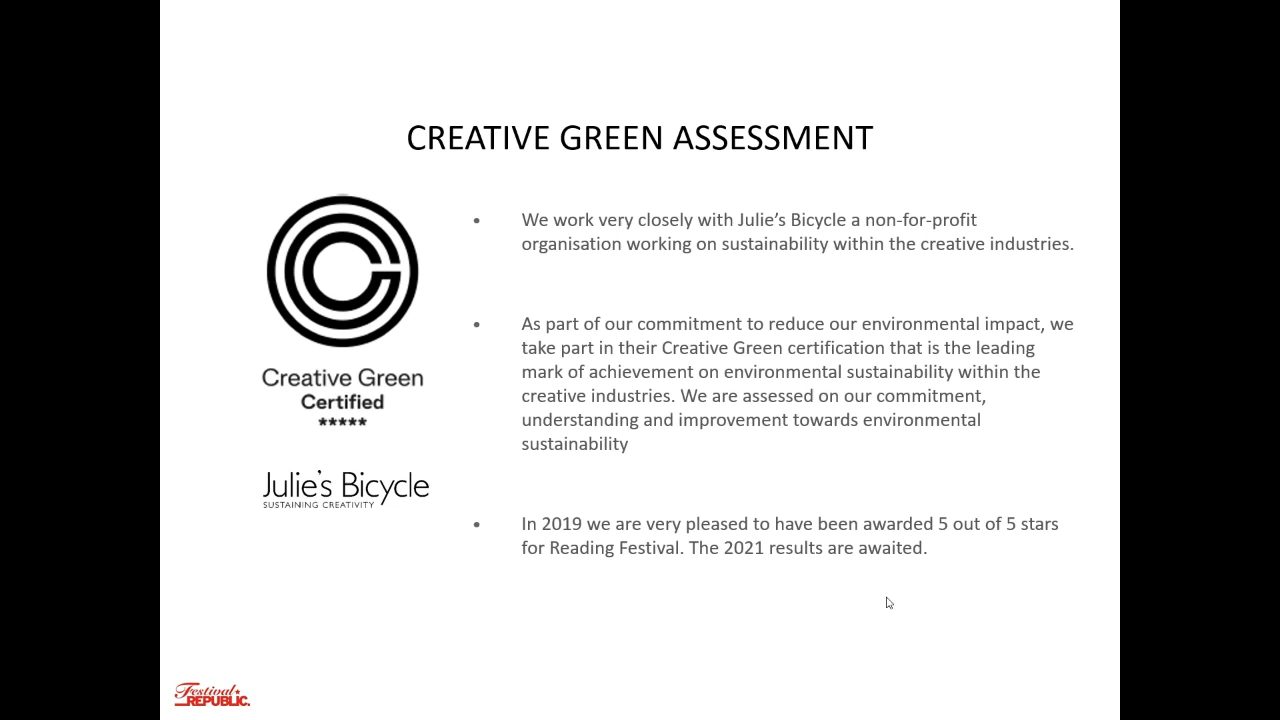 CREATIVE GREEN ASSESSMENT
Creative Green
Certified
*****
Julie's Bicycle
SUSTAINING CREATIVITY
• We work very closely with Julie’s Bicycle a non-for-profit
organisation working on sustainability within the creative industries.
• As part of our commitment to reduce our environmental impact, we
take part in their Creative Green certification that is the leading
mark of achievement on environmental sustainability within the
creative industries. We are assessed on our commitment,
understanding and improvement towards environmental
sustainability
• In 2019 we are very pleased to have been awarded 5 out of 5 stars
for Reading Festival. The 2021 results are awaited.
Festival
REPUBLIC.